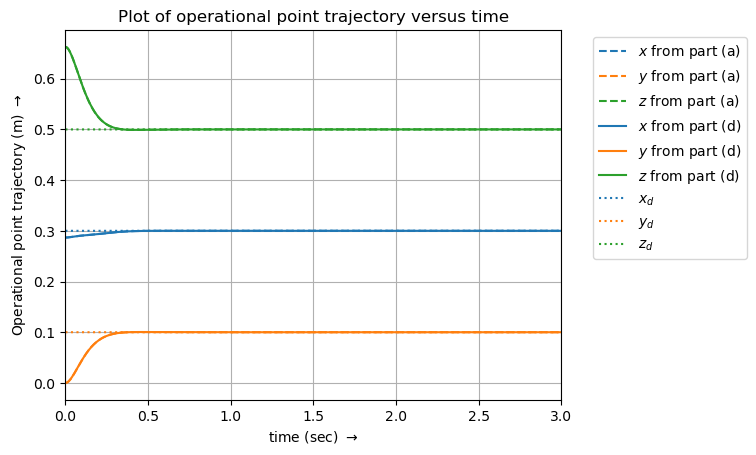 Plot of operational point trajectory versus time
Operational point trajectory (m) →
0.6
0.5
0.4
0.3
0.2
0.1
0.0
0.0 0.5 1.0 1.5 2.0 2.5 3.0
time (sec) →
x from part (a)
y from part (a)
z from part (a)
x from part (d)
y from part (d)
z from part (d)
x_d
y_d
z_d